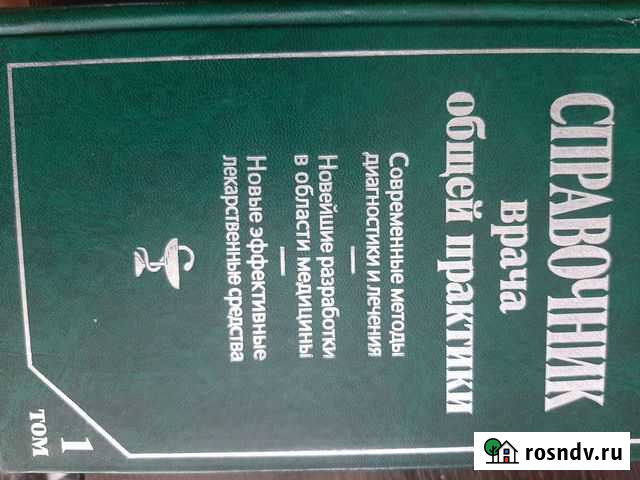 СПРАВОЧНИК
врача
общей практики
Современные методы
диагностики и лечения
Новейшие разработки
в области медицины
Новые эффективные
лекарственные средства
1
ТОМ
rosndv.ru